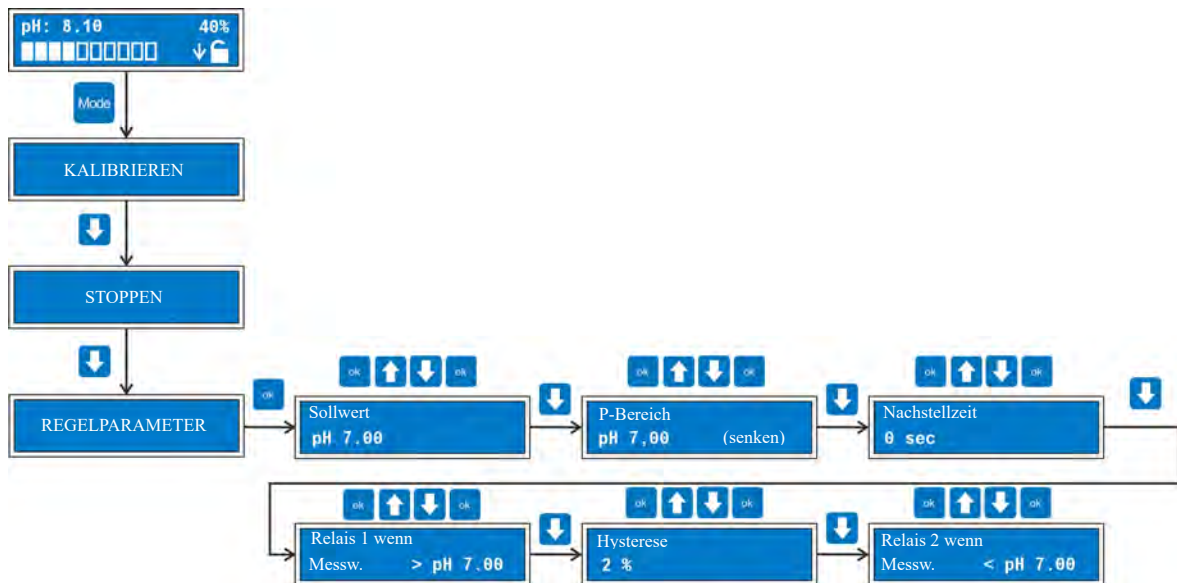 pH: 8.10 40%
Mode
KALIBRIEREN
STOPPEN
REGELPARAMETER
ok
ok ok
Sollwert
pH 7.00
ok ok
P-Bereich
pH 7,00 (senken)
ok ok
Nachstellzeit
0 sec
ok ok
Relais 1 wenn
Messw. > pH 7.00
ok ok
Hysterese
2 %
ok ok
Relais 2 wenn
Messw. < pH 7.00